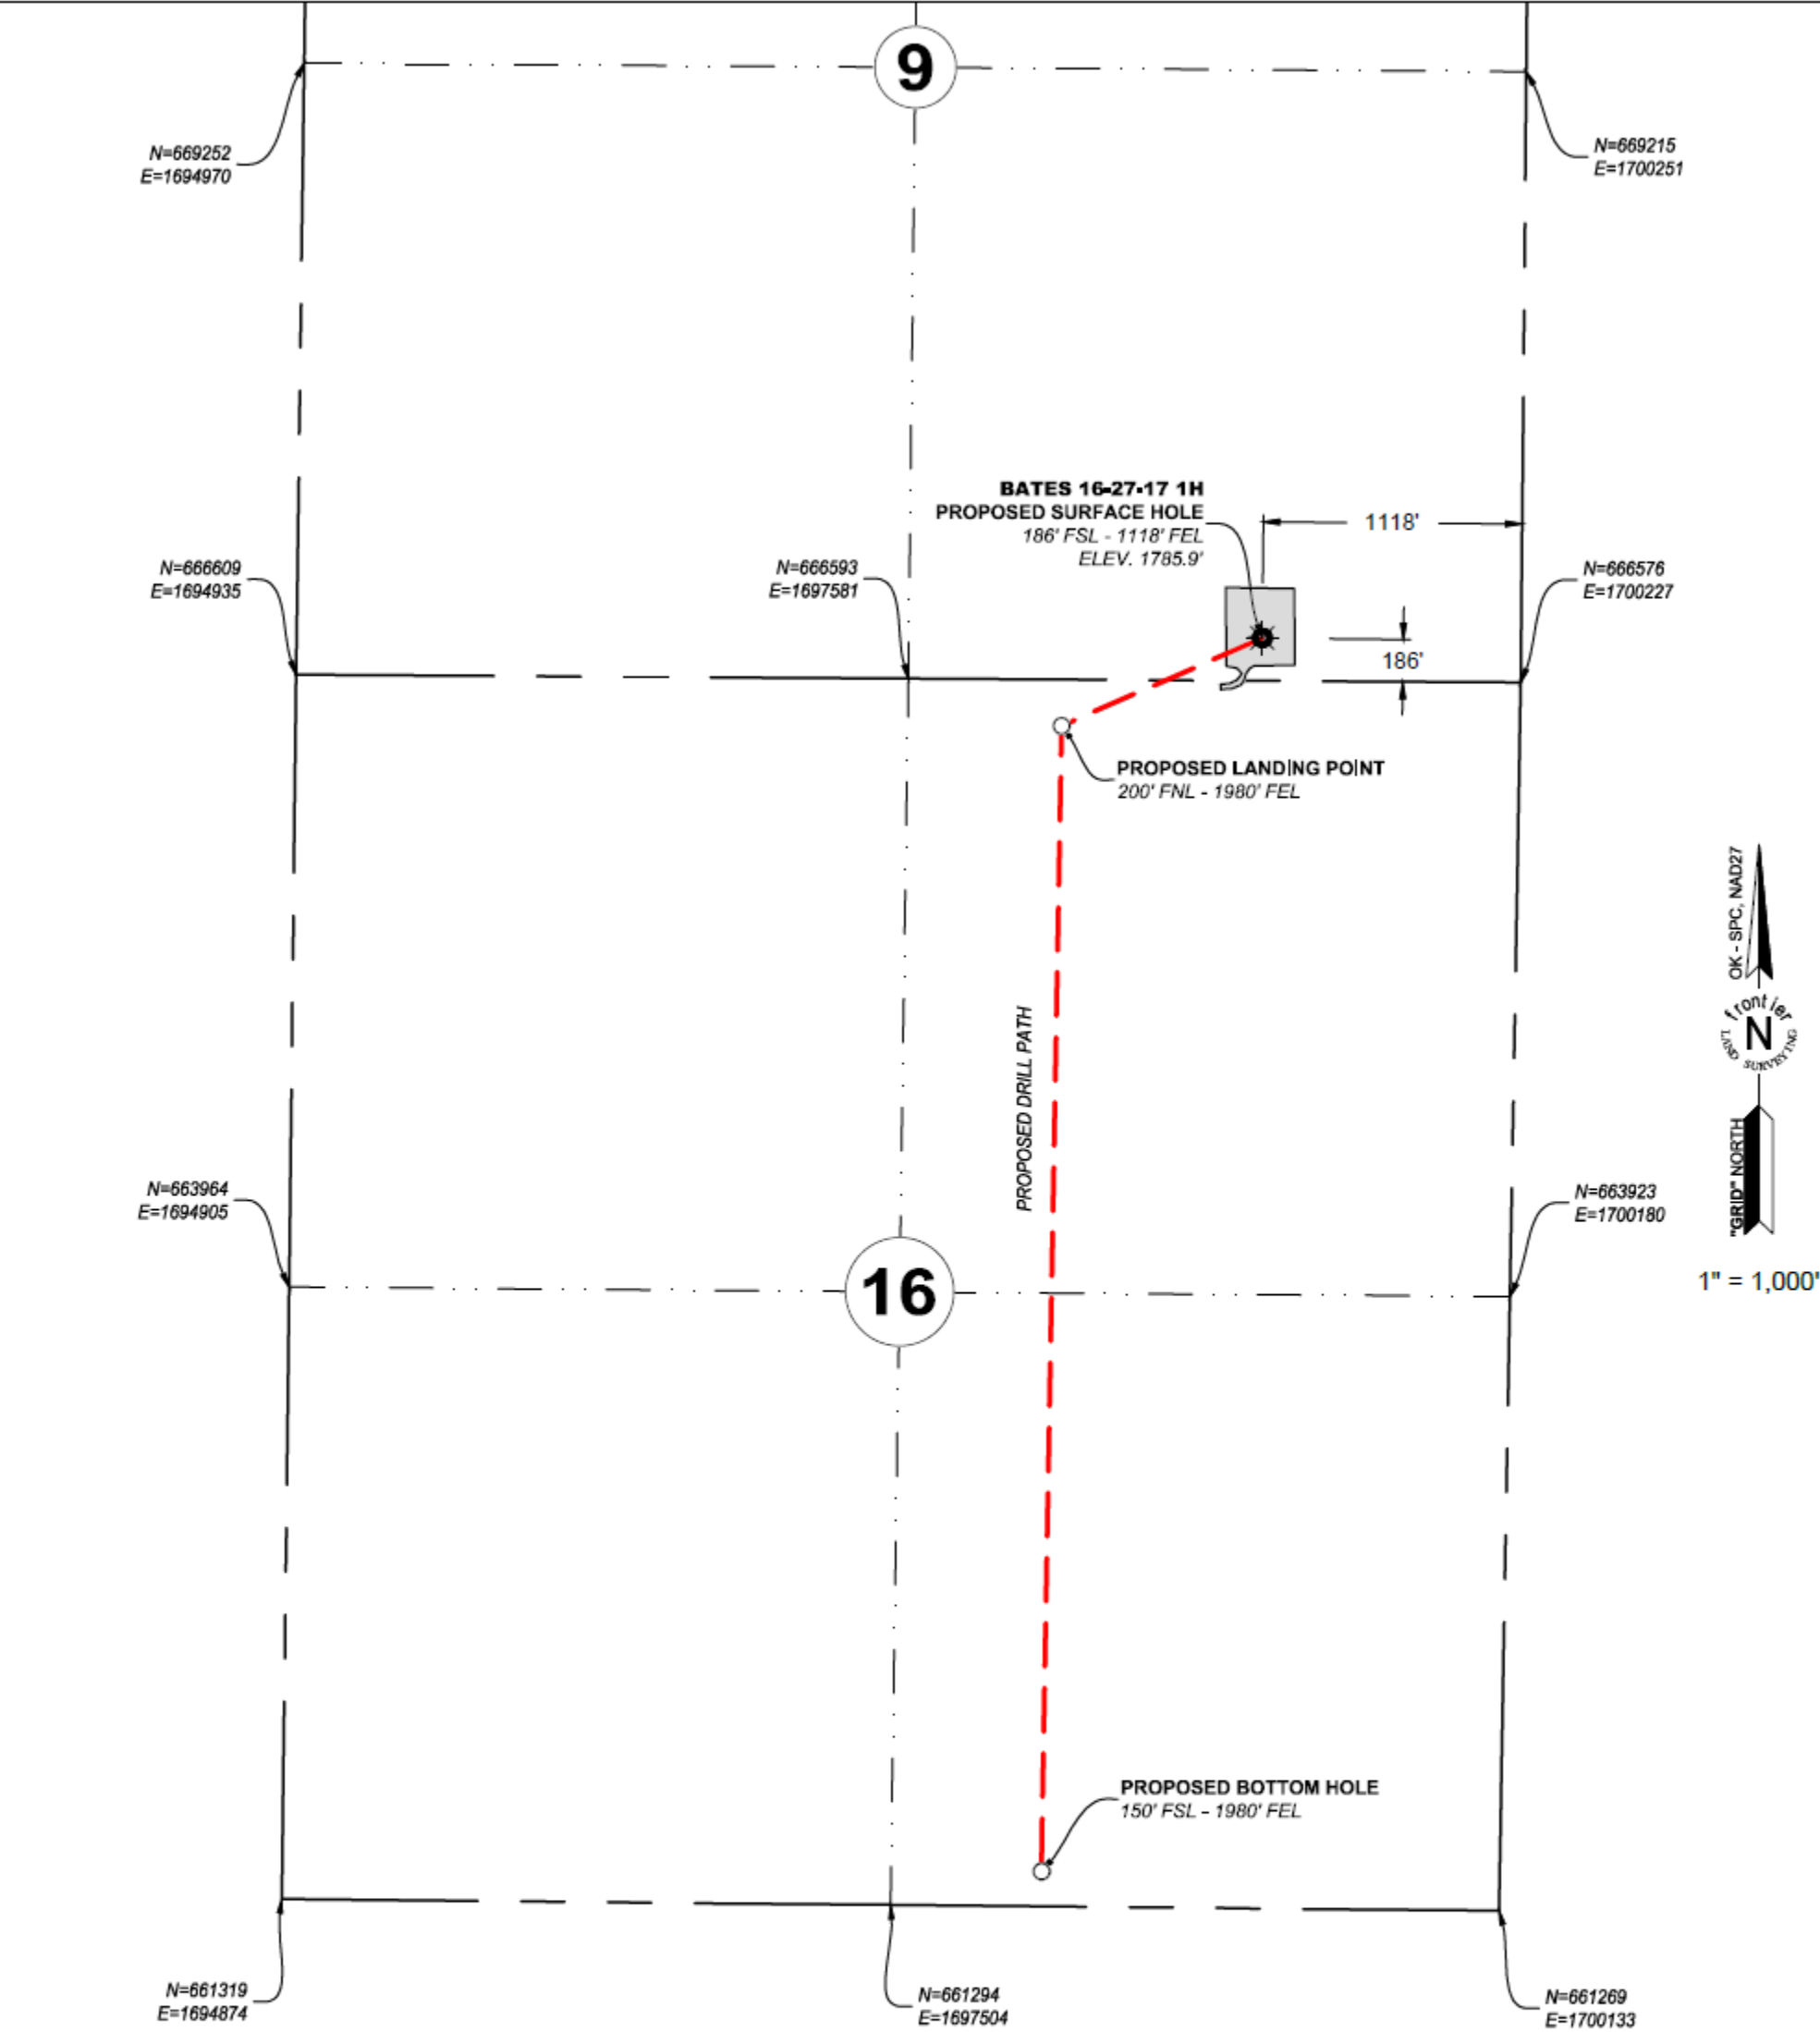 9
N=669252
E=1694970
N=669215
E=1700251
BATES 16-27-17 1H
PROPOSED SURFACE HOLE
186' FSL - 1118' FEL
ELEV. 1785.9'
1118'
N=666609
E=1694935
N=666593
E=1697581
N=666576
E=1700227
186'
PROPOSED LANDING POINT
200' FNL - 1980' FEL
OK - SPC, NAD27
frontier
N
LAND SURVEYING
"GRID" NORTH
1" = 1,000'
PROPOSED DRILL PATH
N=663964
E=1694905
N=663923
E=1700180
16
PROPOSED BOTTOM HOLE
150' FSL - 1980' FEL
N=661319
E=1694874
N=661294
E=1697504
N=661269
E=1700133